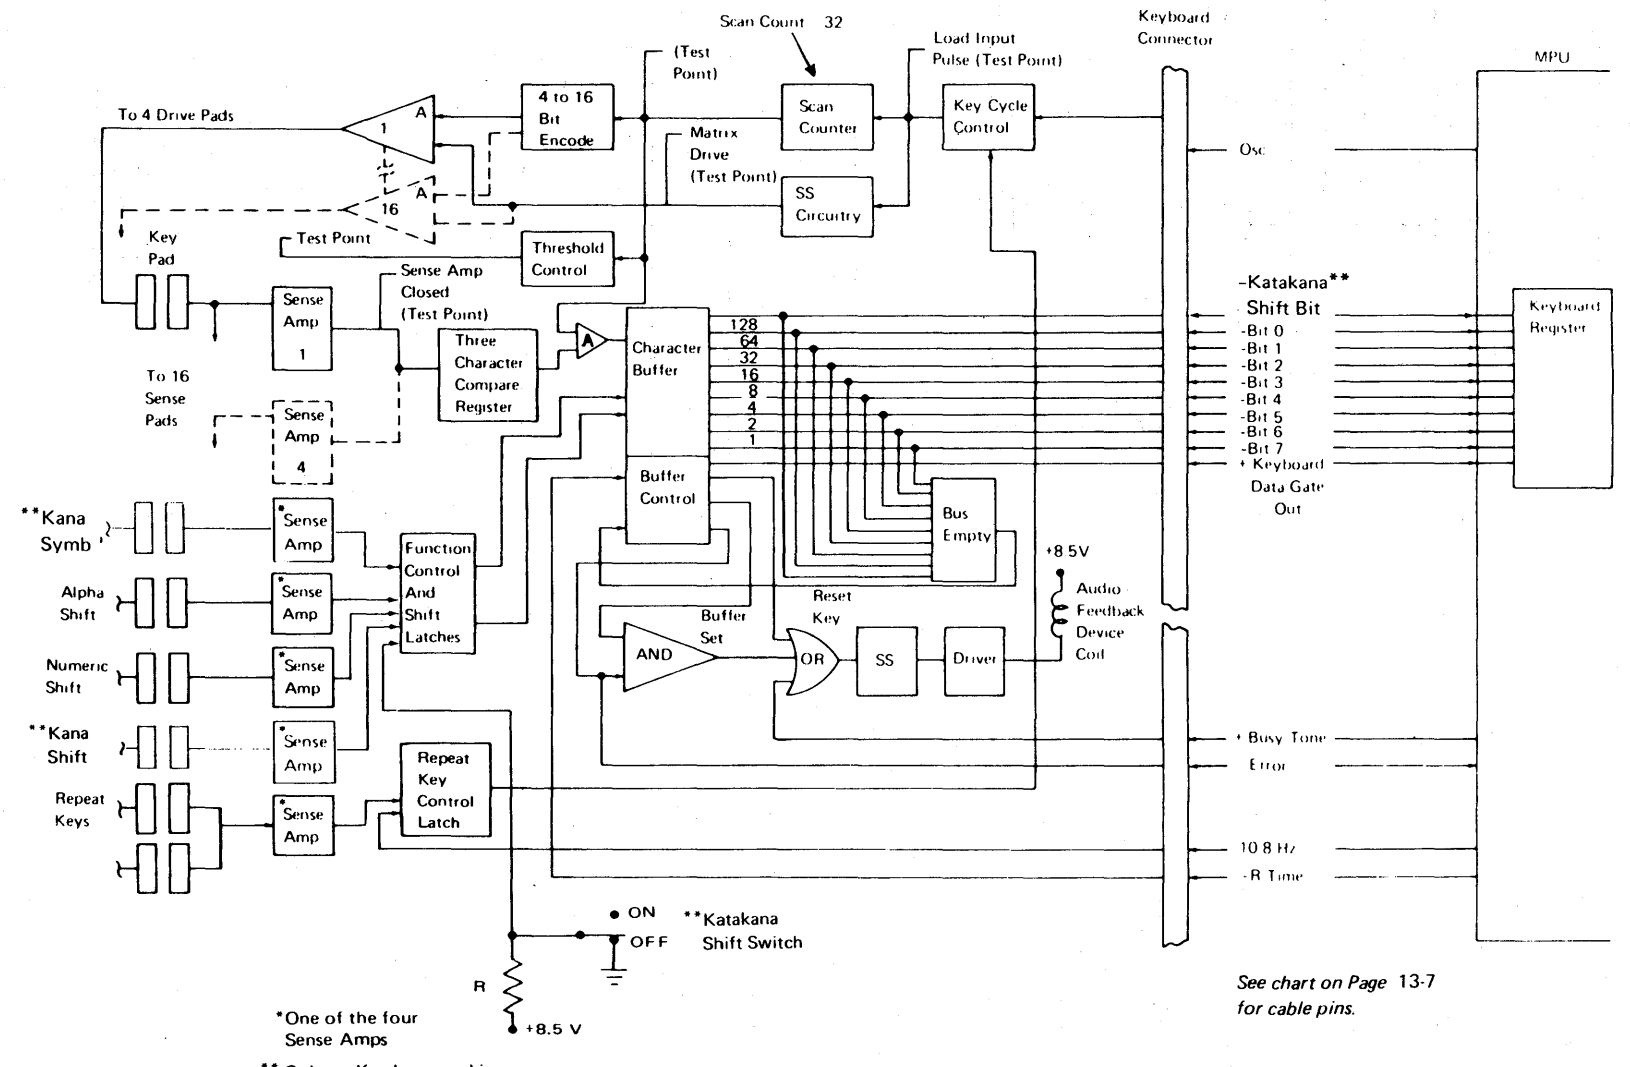 Scan Count 32
Keyboard
Connector
Load Input
Pulse (Test Point)
(Test
Point)
MPU
To 4 Drive Pads
1
A
4 to 16
Bit
Encode
Scan
Counter
Key Cycle
Control
Matrix
Drive
(Test Point)
Osc
16
A
SS
Circuitry
Key
Pad
Test Point
Threshold
Control
Sense Amp
Closed
(Test Point)
Sense
Amp
1
-Katakana**
Shift Bit
Keyboard
Register
Three
Character
Compare
Register
A
Character
Buffer
128
64
32
16
8
4
2
1
-Bit 0
-Bit 1
-Bit 2
-Bit 3
-Bit 4
-Bit 5
-Bit 6
-Bit 7
+ Keyboard
Data Gate
Out
To 16
Sense
Pads
Sense
Amp
4
Buffer
Control
Bus
Empty
**Kana
Symb
*Sense
Amp
Function
Control
And
Shift
Latches
+8.5V
Audio
Feedback
Device
Coil
Alpha
Shift
*Sense
Amp
Reset
Key
Buffer
Set
AND
OR
SS
Driver
Numeric
Shift
*Sense
Amp
**Kana
Shift
*Sense
Amp
+ Busy Tone
Error
Repeat
Keys
*Sense
Amp
Repeat
Key
Control
Latch
10.8 Hz
-R Time
ON
OFF
**Katakana
Shift Switch
R
+8.5 V
See chart on Page 13-7
for cable pins.
*One of the four
Sense Amps
**